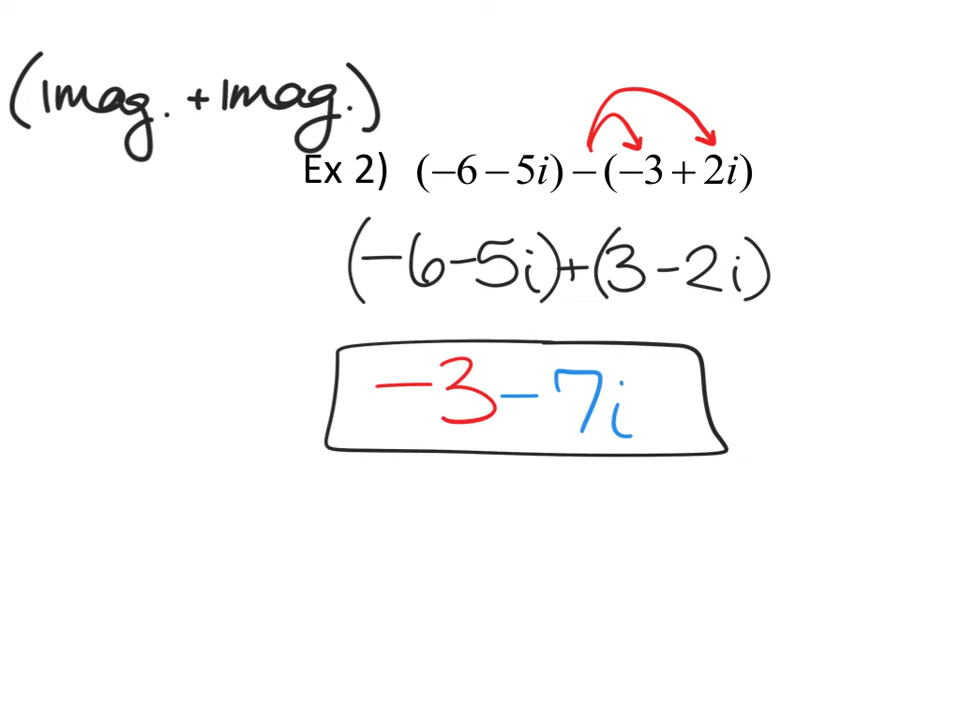 (Imag. + Imag.)
Ex 2) (−6 − 5i) − (−3 + 2i)
(−6 − 5i) + (3 − 2i)
−3 − 7i